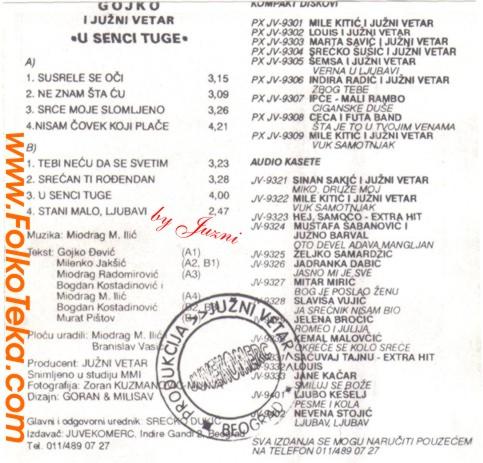 GOJKO
I JUŽNI VETAR
•U SENCI TUGE•
A)
1. SUSRELE SE OČI 3,15
2. NE ZNAM ŠTA ĆU 3,09
3. SRCE MOJE SLOMLJENO 3,26
4.NISAM ČOVEK KOJI PLAČE 4,21
B)
1. TEBI NEĆU DA SE SVETIM 3,23
2. SREĆAN TI ROĐENDAN 3,28
3. U SENCI TUGE 4,00
4. STANI MALO, LJUBAVI 2,47
by Juzni
Muzika: Miodrag M. Ilić
Tekst: Gojko Đević (A1)
Milenko Jakšić (A2, B1)
Miodrag Radomirović (A3)
Bogdan Kostadinović i
Miodrag M. Ilić (A4)
Bogdan Kostadinović
Murat Pištov
Ploču uradili: Miodrag M. Ili
Branislav Vasi
Producent: JUŽNI VETAR
Snimljeno u studiju MMI
Fotografija: Zoran KUZMANOVIĆ
Dizajn: GORAN & MILISAV
Glavni i odgovorni urednik: SREĆKO DUKIĆ
Izdavač: JUVEKOMERC, Indire Gandi 2, Beograd
Tel. 011/489 07 27
KOMPAKT DISKOVI
PX JV-9301 MILE KITIĆ I JUŽNI VETAR
PX JV-9302 LOUIS I JUŽNI VETAR
PX JV-9303 MARTA SAVIĆ I JUŽNI VETAR
PX JV-9304 SREĆKO ŠUŠIĆ I JUŽNI VETAR
PX JV-9305 ŠEMSA I JUŽNI VETAR
VERNA U LJUBAVI
PX JV-9306 INDIRA RADIĆ I JUŽNI VETAR
ZBOG TEBE
PX JV-9307 IPČE - MALI RAMBO
CIGANSKE DUŠE
PX JV-9308 CECA I FUTA BAND
ŠTA JE TO U TVOJIM VENAMA
PX JV-9309 MILE KITIĆ I JUŽNI VETAR
VUK SAMOTNJAK
AUDIO KASETE
JV-9321 SINAN SAKIĆ I JUŽNI VETAR
MIKO, DRUŽE MOJ
JV-9322 MILE KITIĆ I JUŽNI VETAR
VUK SAMOTNJAK
JV-9323 HEJ, SAMOĆO - EXTRA HIT
JV-9324 MUSTAFA ŠABANOVIĆ I
JUŽNO BARVAL
OTO DEVEL ADAVA MANGLJAN
JV-9325 ŽELJKO SAMARDŽIĆ
JV-9326 JADRANKA DABIĆ
JASNO MI JE SVE
JV-9327 MITAR MIRIĆ
BOG JE POSLAO ŽENU
JV-9328 SLAVIŠA VUJIC
JA SREĆNIK NISAM BIO
JELENA BROĆIC
ROMEO I JULIJA
KEMAL MALOVČIĆ
OKREĆE SE KOLO SREĆE
SAČUVAJ TAJNU - EXTRA HIT
LOUIS
JV-9333 JANE KAČAR
SMILUJ SE BOŽE
JV-9401 LJUBO KEŠELJ
PESME I KOLA
JV-9402 NEVENA STOJIĆ
LJUBAV, LJUBAV
SVA IZDANJA SE MOGU NARUČITI POUZEĆEM
NA TELEFON 011/489 07 27
PRODUKCIJA JUŽNI VETAR
JUVEKOMERC
BEOGRAD
www.FolkoTeka.com